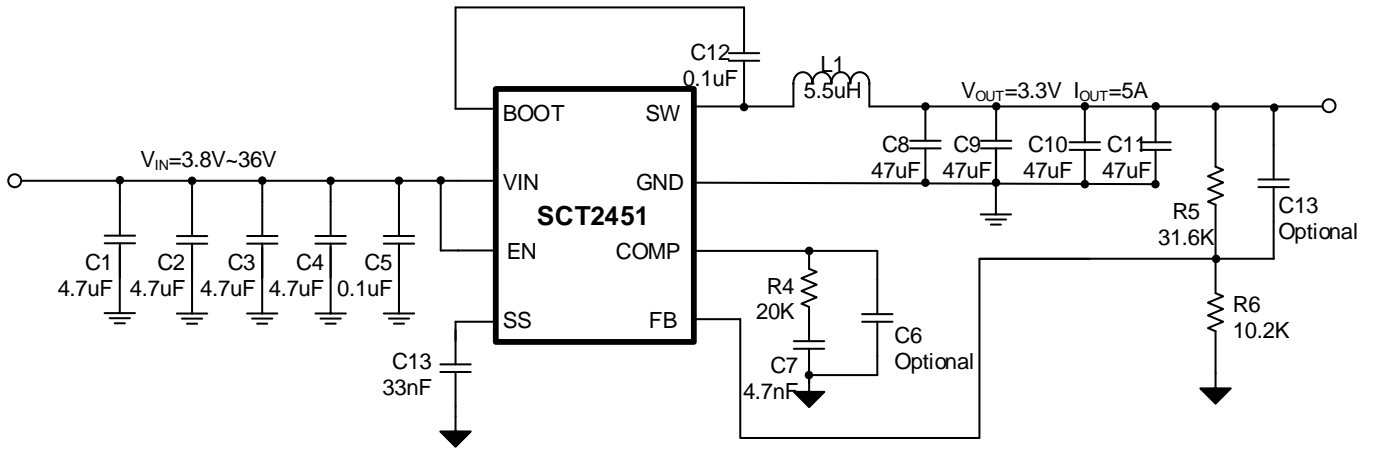 C12
0.1uF
L1
5.5uH
V_OUT=3.3V I_OUT=5A
BOOT
SW
C8
47uF
C9
47uF
C10
47uF
C11
47uF
V_IN=3.8V~36V
VIN
GND
SCT2451
R5
31.6K
C13
Optional
EN
COMP
C1
4.7uF
C2
4.7uF
C3
4.7uF
C4
4.7uF
C5
0.1uF
R4
20K
SS
FB
C6
Optional
R6
10.2K
C13
33nF
C7
4.7nF